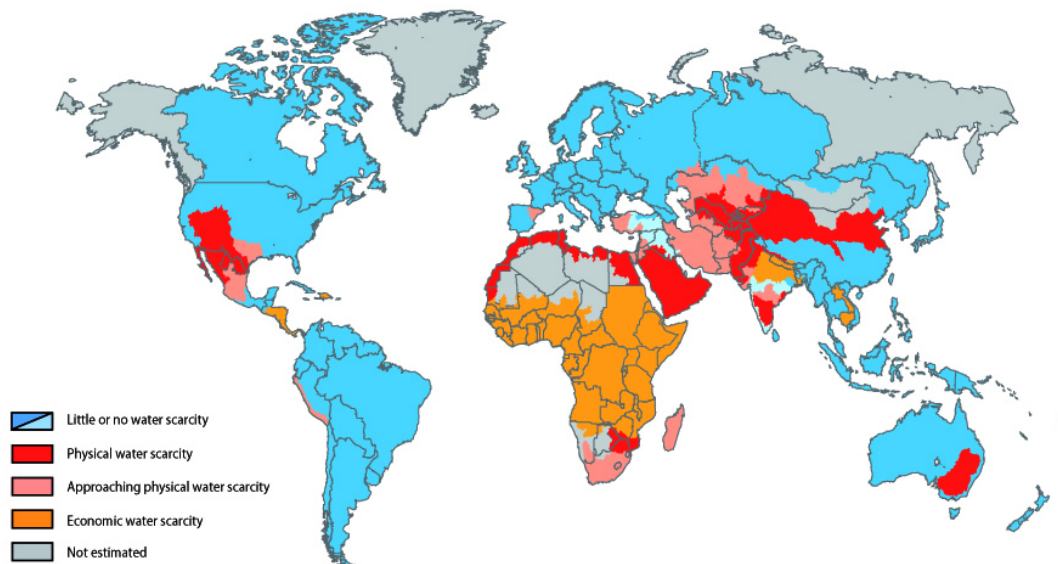 Little or no water scarcity
Physical water scarcity
Approaching physical water scarcity
Economic water scarcity
Not estimated